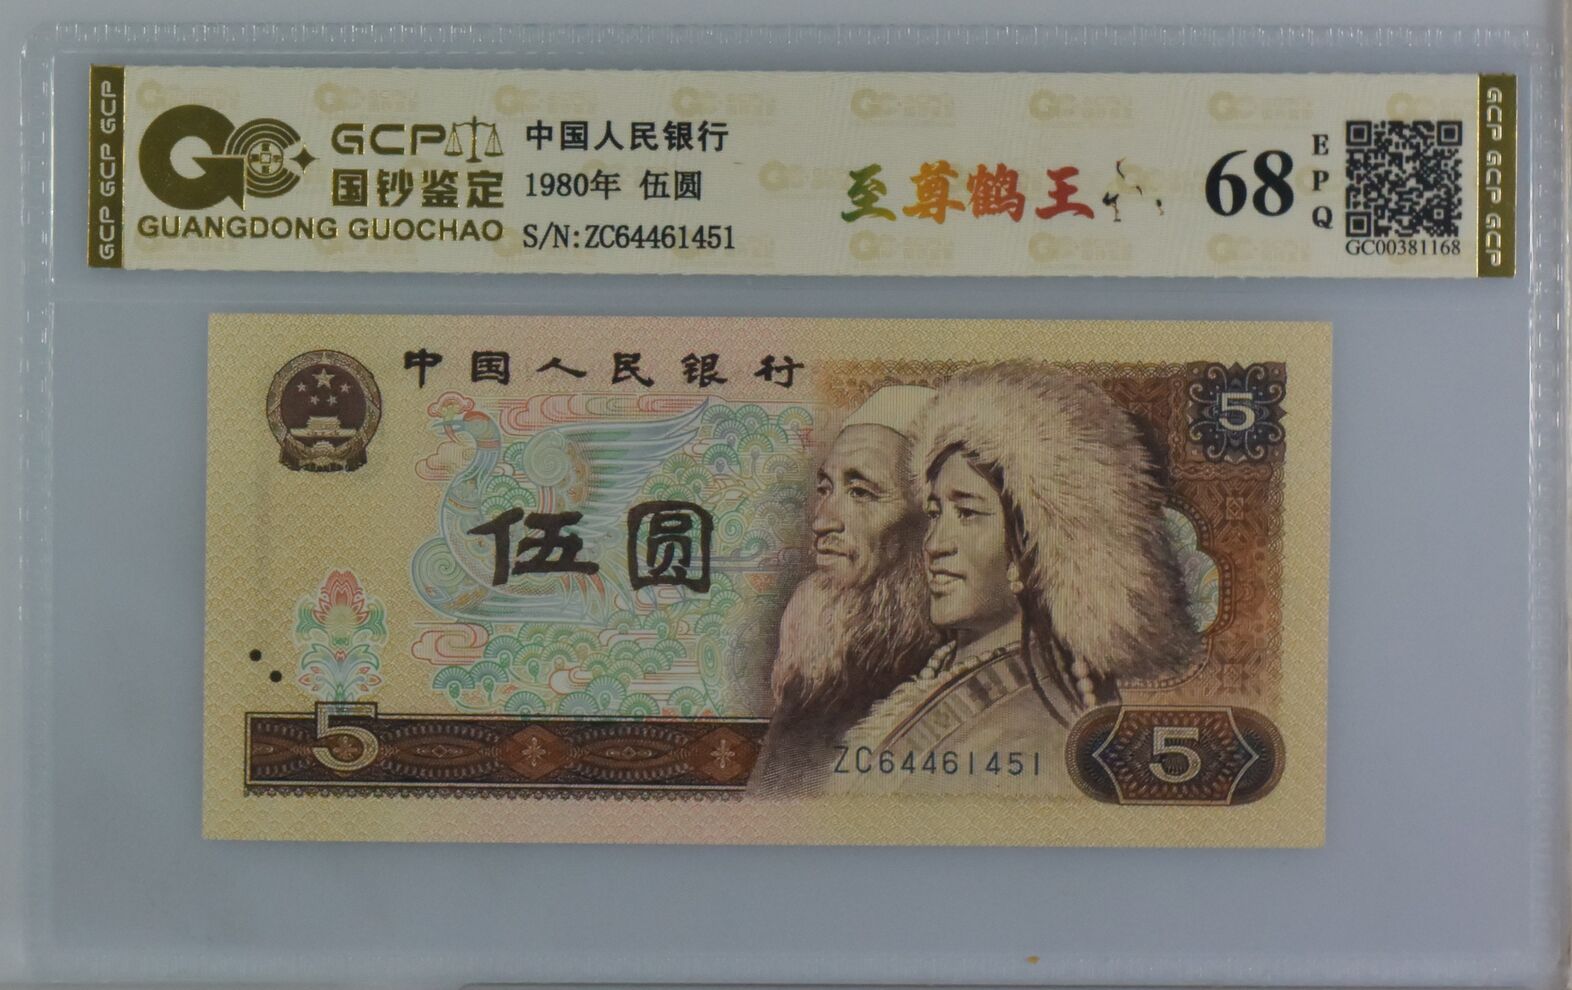 GCP GCP GCP
GCP
国钞鉴定
GUANGDONG GUOCHAO
中国人民银行
1980年 伍圆
S/N:ZC64461451
至尊鹤王
68
EPQ
GC00381168
GCP GCP GCP
中国人民银行
5
伍圆
5
ZC64461451
5